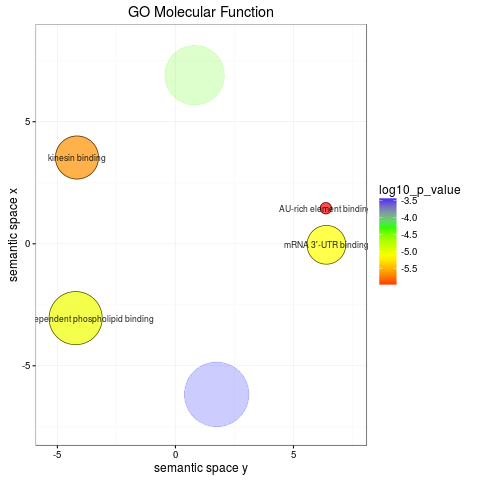 GO Molecular Function
semantic space x
5
0
-5
kinesin binding
AU-rich element binding
mRNA 3'-UTR binding
ependent phospholipid binding
-5
0
5
semantic space y
log10_p_value
-3.5
-4.0
-4.5
-5.0
-5.5